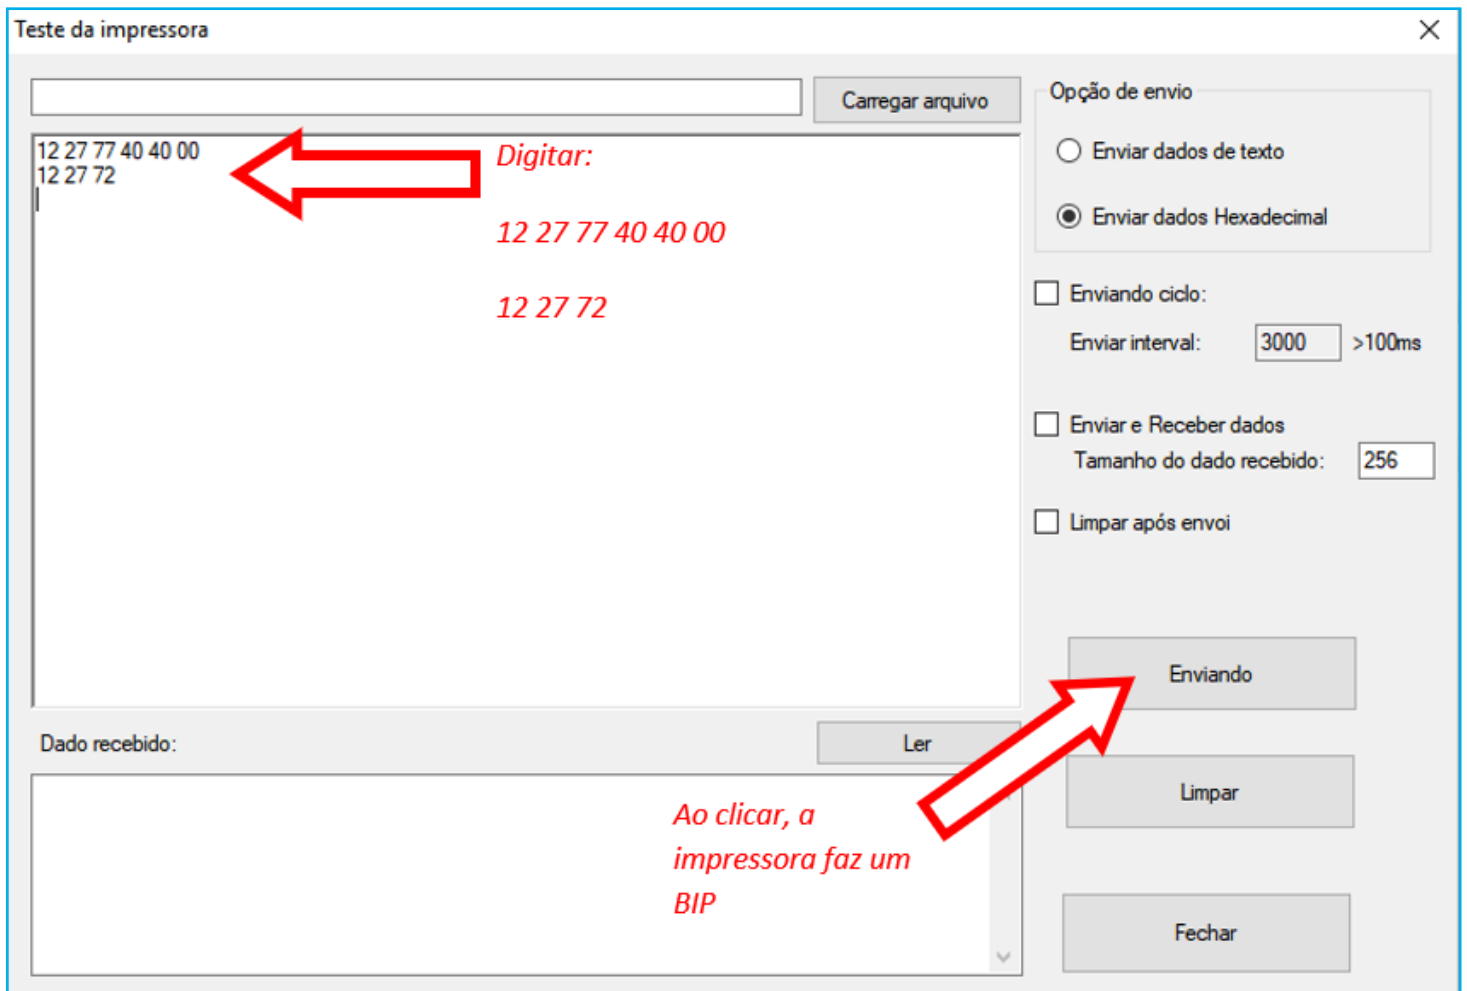 Teste da impressora
Carregar arquivo
12 27 77 40 40 00
12 27 72
Digitar:
12 27 77 40 40 00
12 27 72
Opção de envio
Enviar dados de texto
Enviar dados Hexadecimal
Enviando ciclo:
Enviar interval: 3000 >100ms
Enviar e Receber dados
Tamanho do dado recebido: 256
Limpar após envoi
Enviando
Dado recebido:
Ler
Ao clicar, a
impressora faz um
BIP
Limpar
Fechar